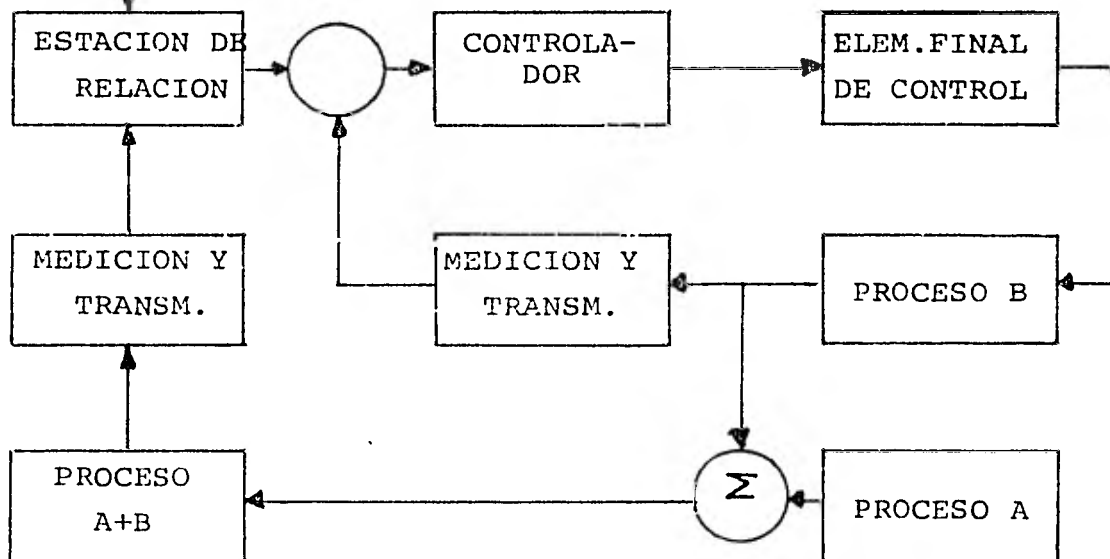 ESTACION DE
RELACION
CONTROLA-
DOR
ELEM.FINAL
DE CONTROL
MEDICION Y
TRANSM.
MEDICION Y
TRANSM.
PROCESO B
PROCESO
A+B
Σ
PROCESO A